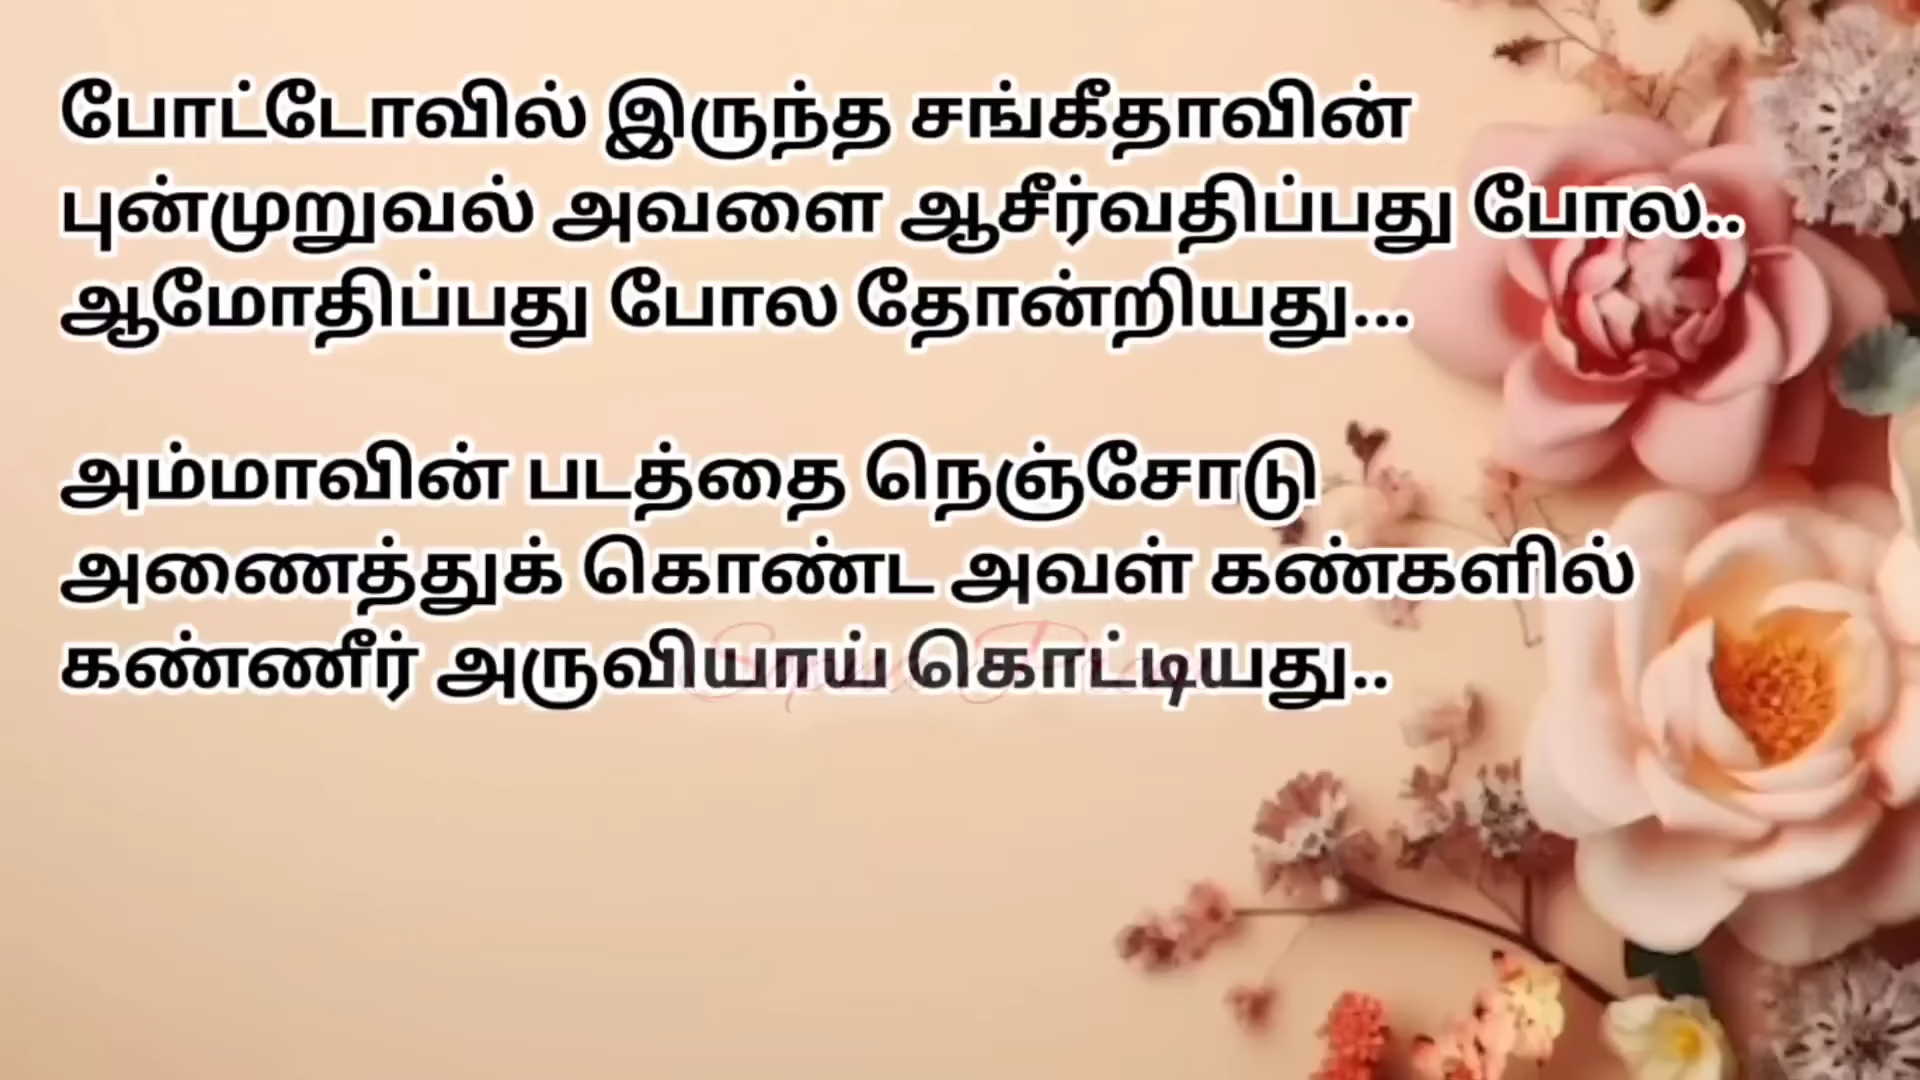 போட்டோவில் இருந்த சங்கீதாவின்
புன்முறுவல் அவளை ஆசீர்வதிப்பது போல..
ஆமோதிப்பது போல தோன்றியது...
அம்மாவின் படத்தை நெஞ்சோடு
அணைத்துக் கொண்ட அவள் கண்களில்
கண்ணீர் அருவியாய் கொட்டியது..